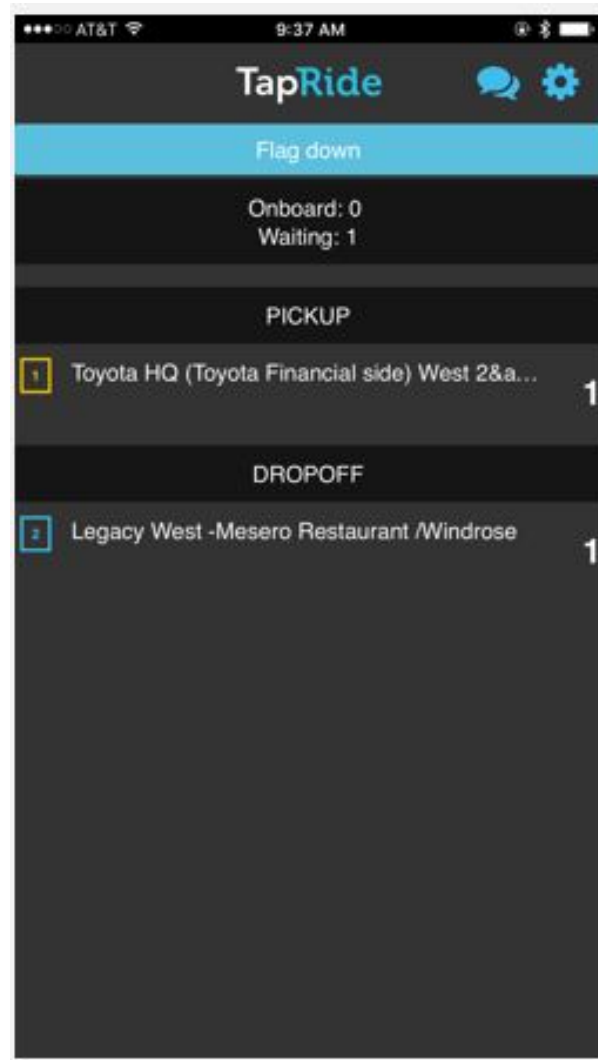 AT&T 9:37 AM
TapRide
Flag down
Onboard: 0
Waiting: 1
PICKUP
1 Toyota HQ (Toyota Financial side) West 2&a... 1
DROPOFF
2 Legacy West -Mesero Restaurant /Windrose 1